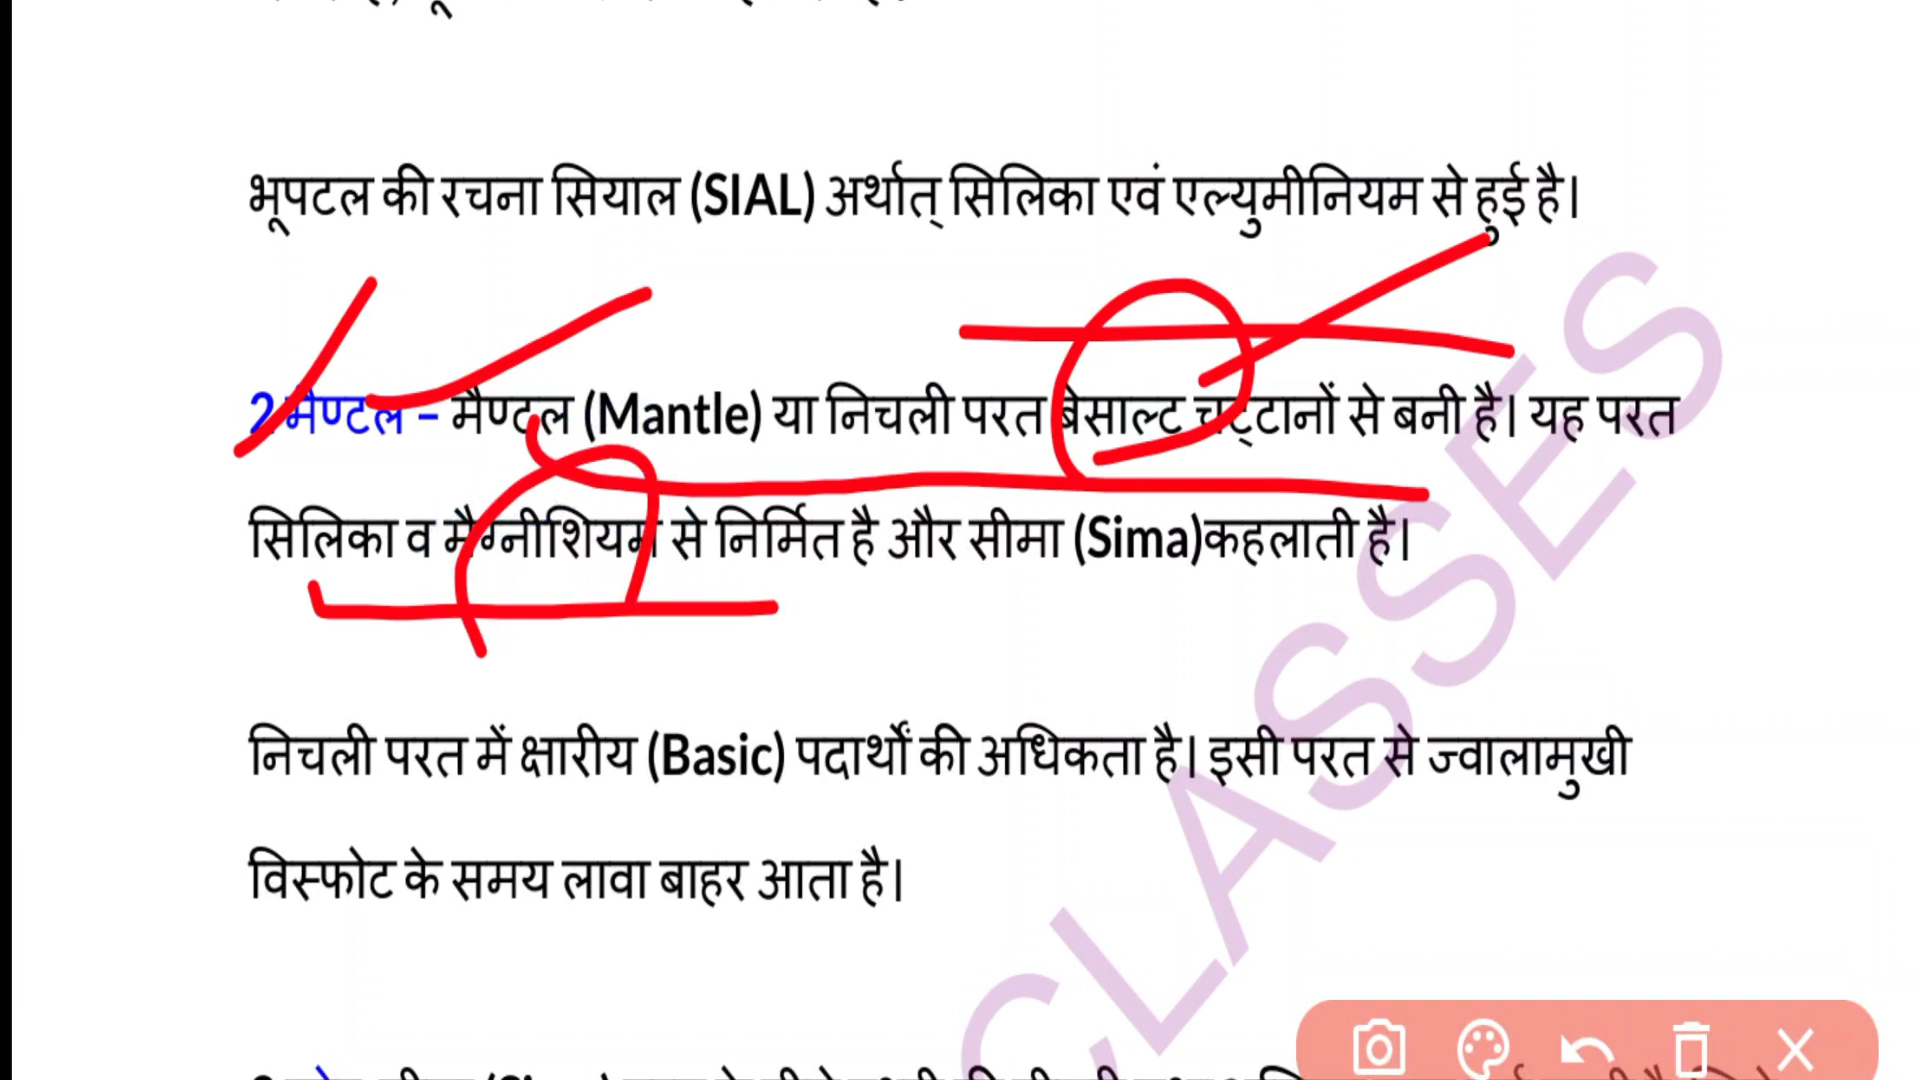 भूपटल की रचना सियाल (SIAL) अर्थात् सिलिका एवं एल्युमीनियम से हुई है।
2 मैण्टल – मैण्टल (Mantle) या निचली परत बेसाल्ट चट्टानों से बनी है। यह परत
सिलिका व मैग्नीशियम से निर्मित है और सीमा (Sima)कहलाती है।
निचली परत में क्षारीय (Basic) पदार्थों की अधिकता है। इसी परत से ज्वालामुखी
विस्फोट के समय लावा बाहर आता है।
CLASSES